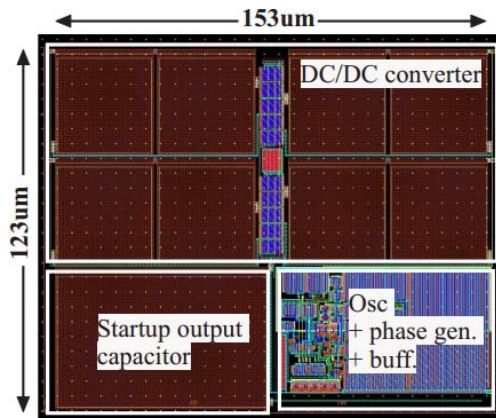 153um
DC/DC converter
123um
Startup output
capacitor
Osc
+ phase gen.
+ buff.